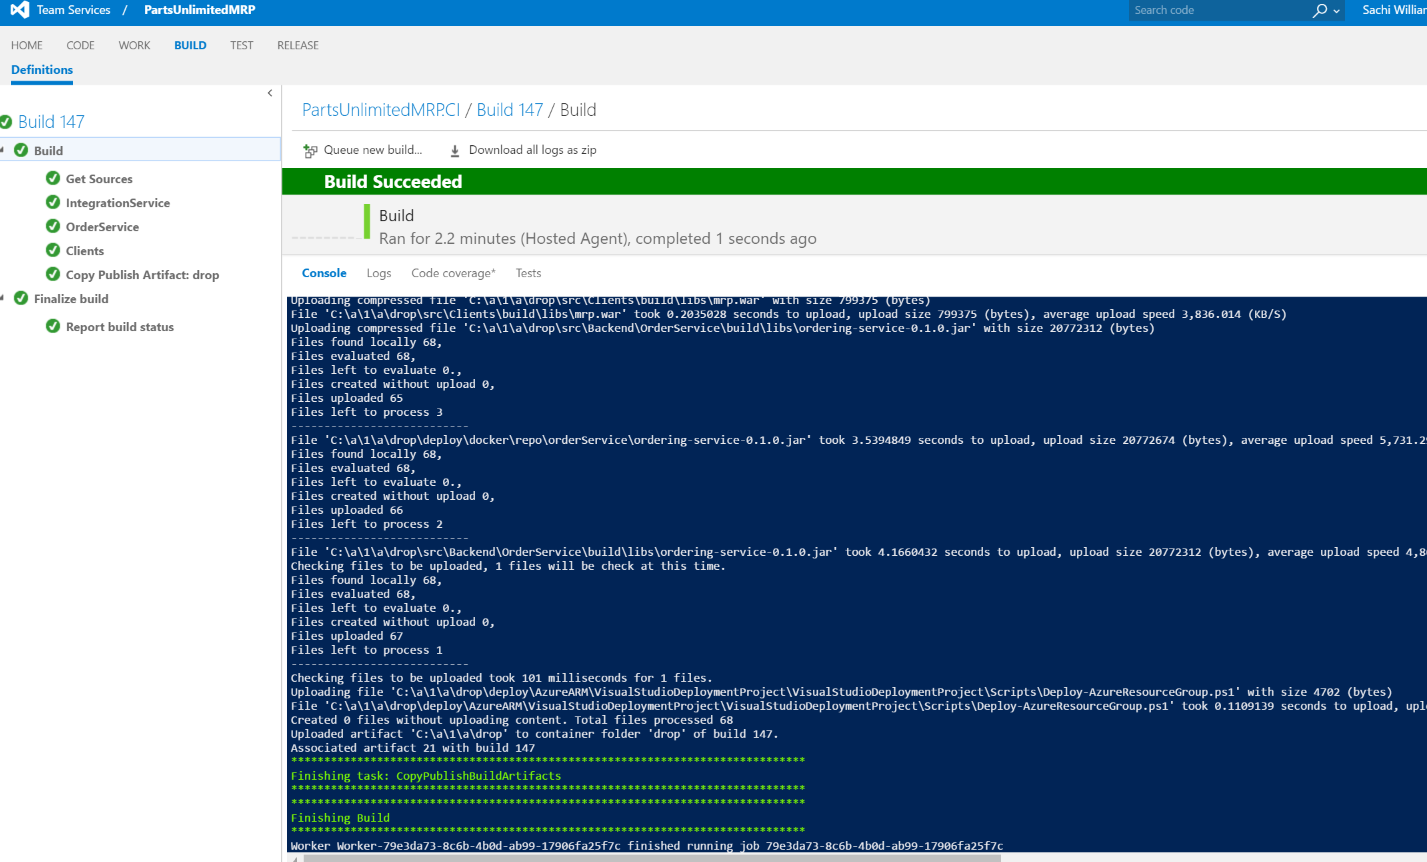 Team Services / PartsUnlimitedMRP
Search code
Sachi William
HOME CODE WORK BUILD TEST RELEASE
Definitions
Build 147
Build
Get Sources
IntegrationService
OrderService
Clients
Copy Publish Artifact: drop
Finalize build
Report build status
PartsUnlimitedMRP.CI / Build 147 / Build
Queue new build... Download all logs as zip
Build Succeeded
Build
Ran for 2.2 minutes (Hosted Agent), completed 1 seconds ago
Console Logs Code coverage* Tests
Uploading compressed file 'C:\a\1\a\drop\src\Clients\build\libs\mrp.war' with size 799375 (bytes)
File 'C:\a\1\a\drop\src\Clients\build\libs\mrp.war' took 0.2035028 seconds to upload, upload size 799375 (bytes), average upload speed 3,836.014 (KB/S)
Uploading compressed file 'C:\a\1\a\drop\src\Backend\OrderService\build\libs\ordering-service-0.1.0.jar' with size 20772312 (bytes)
Files found locally 68,
Files evaluated 68,
Files left to evaluate 0.,
Files created without upload 0,
Files uploaded 65
Files left to process 3
---------------------------
File 'C:\a\1\a\drop\deploy\docker\repo\orderService\ordering-service-0.1.0.jar' took 3.5394849 seconds to upload, upload size 20772674 (bytes), average upload speed 5,731.29
Files found locally 68,
Files evaluated 68,
Files left to evaluate 0.,
Files created without upload 0,
Files uploaded 66
Files left to process 2
---------------------------
File 'C:\a\1\a\drop\src\Backend\OrderService\build\libs\ordering-service-0.1.0.jar' took 4.1660432 seconds to upload, upload size 20772312 (bytes), average upload speed 4,8
Checking files to be uploaded, 1 files will be check at this time.
Files found locally 68,
Files evaluated 68,
Files left to evaluate 0.,
Files created without upload 0,
Files uploaded 67
Files left to process 1
---------------------------
Checking files to be uploaded took 101 milliseconds for 1 files.
Uploading file 'C:\a\1\a\drop\deploy\AzureARM\VisualStudioDeploymentProject\VisualStudioDeploymentProject\Scripts\Deploy-AzureResourceGroup.ps1' with size 4702 (bytes)
File 'C:\a\1\a\drop\deploy\AzureARM\VisualStudioDeploymentProject\VisualStudioDeploymentProject\Scripts\Deploy-AzureResourceGroup.ps1' took 0.1109139 seconds to upload, upl
Created 0 files without uploading content. Total files processed 68
Uploaded artifact 'C:\a\1\a\drop' to container folder 'drop' of build 147.
Associated artifact 21 with build 147
******************************************************************************
Finishing task: CopyPublishBuildArtifacts
******************************************************************************
******************************************************************************
Finishing Build
******************************************************************************
Worker Worker-79e3da73-8c6b-4b0d-ab99-17906fa25f7c finished running job 79e3da73-8c6b-4b0d-ab99-17906fa25f7c